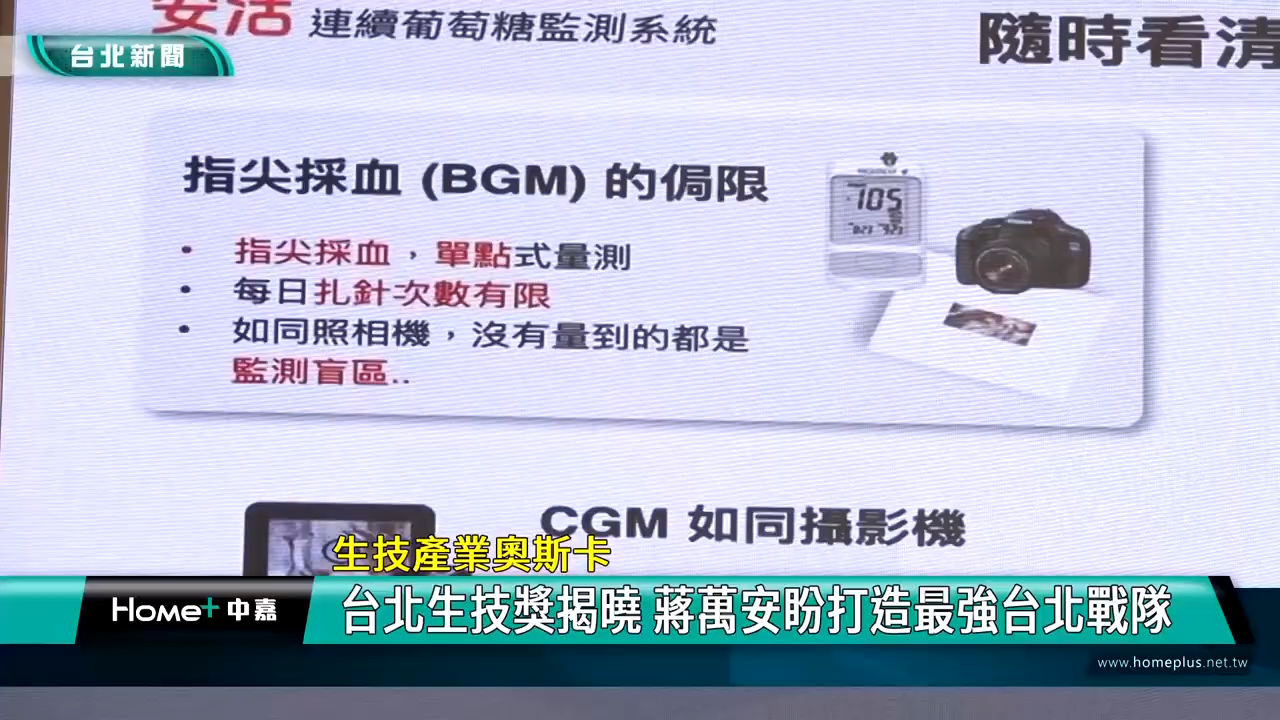 安活 連續葡萄糖監測系統
隨時看清
台北新聞
指尖採血 (BGM) 的侷限
• 指尖採血，單點式量測
• 每日扎針次數有限
• 如同照相機，沒有量到的都是
監測盲區..
105
CGM 如同攝影機
生技產業奧斯卡
Home+ 中嘉
台北生技獎揭曉 蔣萬安盼打造最強台北戰隊
www.homeplus.net.tw